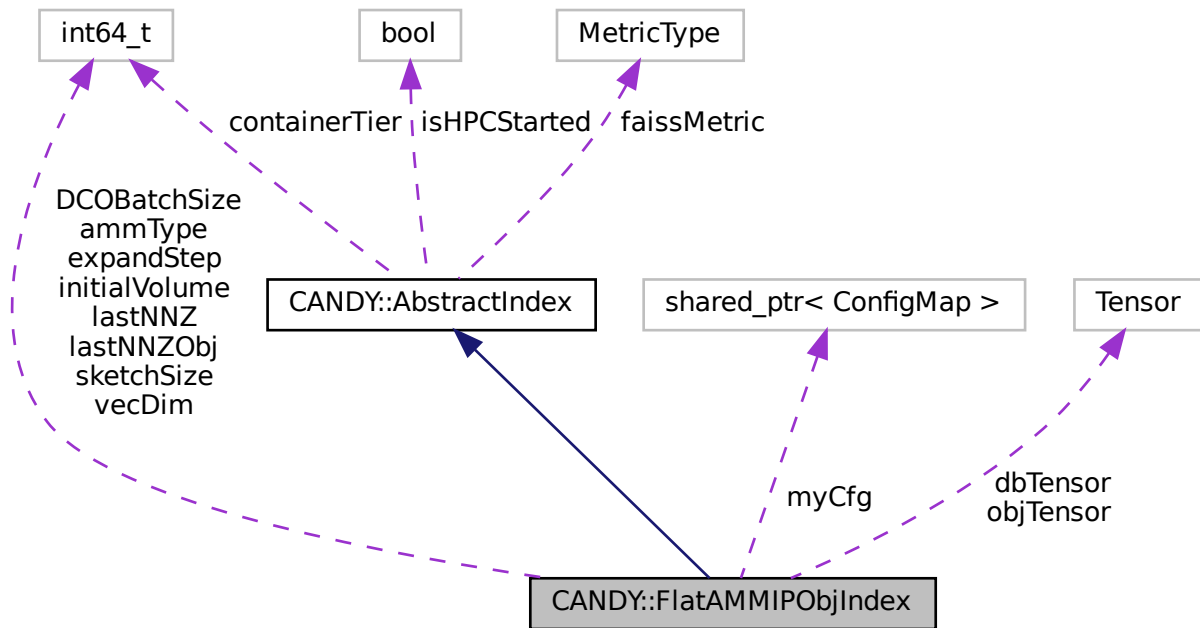 int64_t
bool
MetricType
containerTier
isHPCStarted
faissMetric
DCOBatchSize
ammType
expandStep
initialVolume
lastNNZ
lastNNZObj
sketchSize
vecDim
CANDY::AbstractIndex
shared_ptr< ConfigMap >
Tensor
myCfg
dbTensor
objTensor
CANDY::FlatAMMIPObjIndex